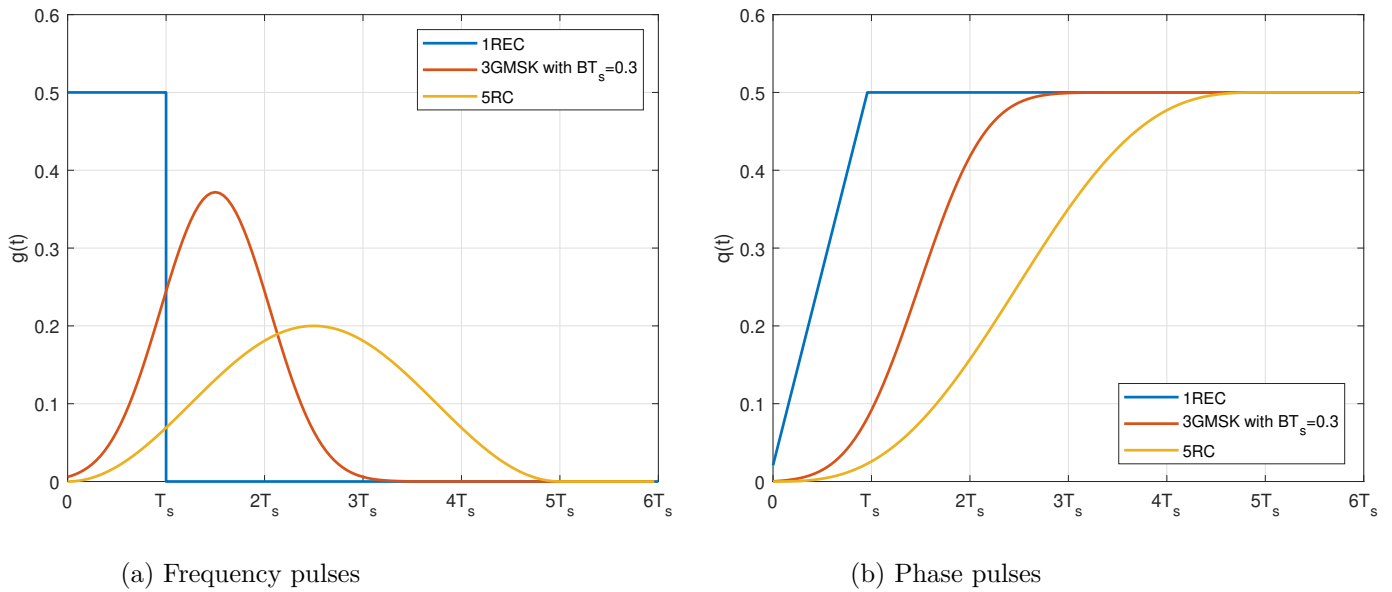 0.6
0.5
0.4
0.3
0.2
0.1
0
g(t)
1REC
3GMSK with BT_s=0.3
5RC
0 T_s 2T_s 3T_s 4T_s 5T_s 6T_s
(a) Frequency pulses
0.6
0.5
0.4
0.3
0.2
0.1
0
q(t)
1REC
3GMSK with BT_s=0.3
5RC
0 T_s 2T_s 3T_s 4T_s 5T_s 6T_s
(b) Phase pulses